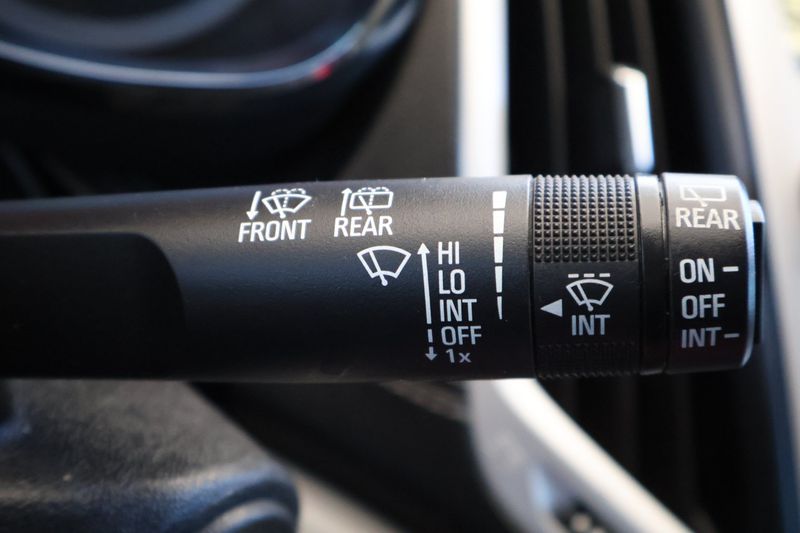 FRONT
REAR
HI
LO
INT
OFF
1x
INT
REAR
ON
OFF
INT